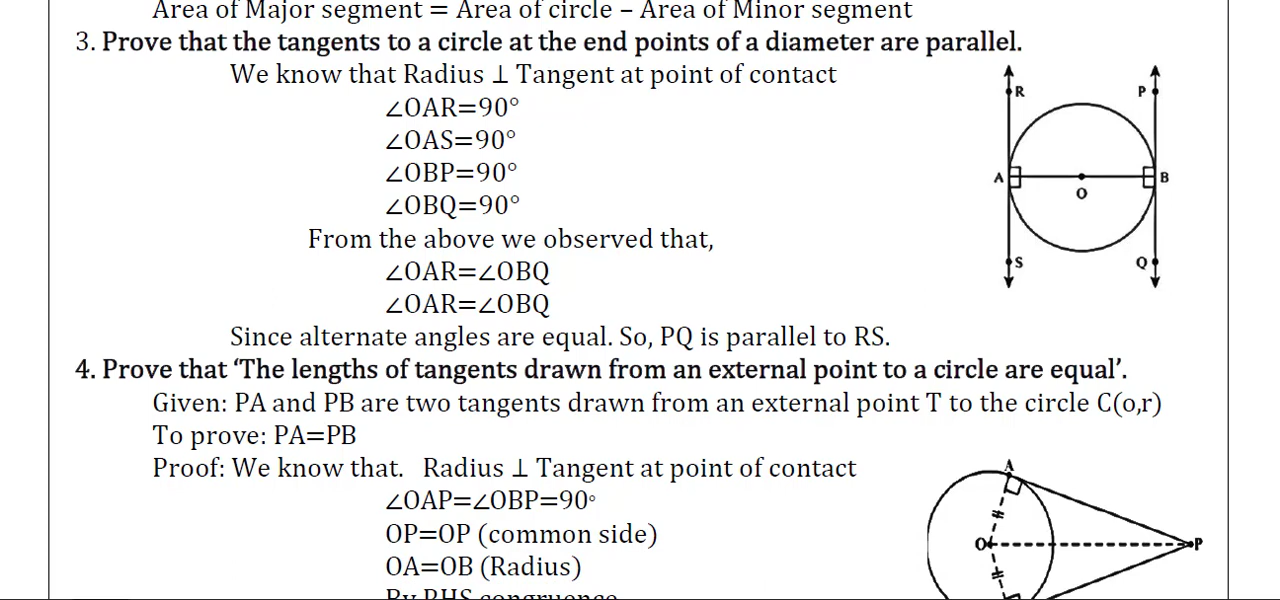 Area of Major segment = Area of circle – Area of Minor segment
3. Prove that the tangents to a circle at the end points of a diameter are parallel.
We know that Radius ⊥ Tangent at point of contact
∠OAR=90°
∠OAS=90°
∠OBP=90°
∠OBQ=90°
From the above we observed that,
∠OAR=∠OBQ
∠OAR=∠OBQ
Since alternate angles are equal. So, PQ is parallel to RS.
R P
A O B
S Q
4. Prove that ‘The lengths of tangents drawn from an external point to a circle are equal’.
Given: PA and PB are two tangents drawn from an external point T to the circle C(o,r)
To prove: PA=PB
Proof: We know that. Radius ⊥ Tangent at point of contact
∠OAP=∠OBP=90°
OP=OP (common side)
OA=OB (Radius)
By RHS congruence
A
O P